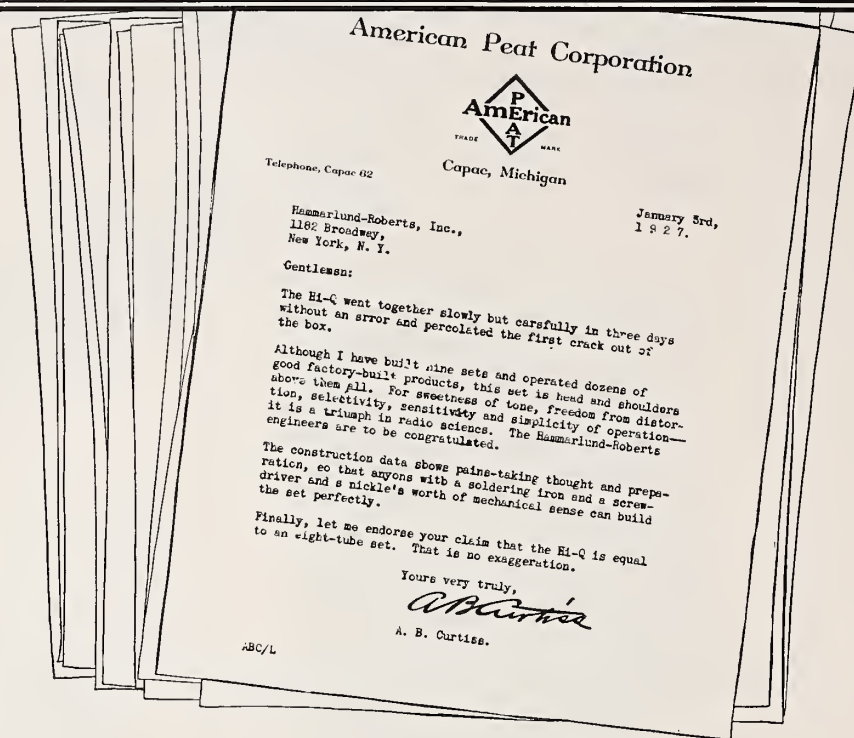 American Peat Corporation
P
AmErican
A
T
TRADE MARK
Capac, Michigan
Telephone, Capac 62
January 3rd,
1 9 2 7.
Hammarlund-Roberts, Inc.,
1182 Broadway,
New York, N. Y.
Gentlemen:
The Hi-Q went together slowly but carefully in three days
without an error and percolated the first crack out of
the box.
Although I have built nine sets and operated dozens of
good factory-built products, this set is head and shoulders
above them all. For sweetness of tone, freedom from distor-
tion, selectivity, sensitivity and simplicity of operation—
it is a triumph in radio science. The Hammarlund-Roberts
engineers are to be congratulated.
The construction data shows pains-taking thought and prepa-
ration, so that anyone with a soldering iron and a screw-
driver and a nickle's worth of mechanical sense can build
the set perfectly.
Finally, let me endorse your claim that the Hi-Q is equal
to an eight-tube set. That is no exaggeration.
Yours very truly,
A B Curtiss
A. B. Curtiss.
ABC/L